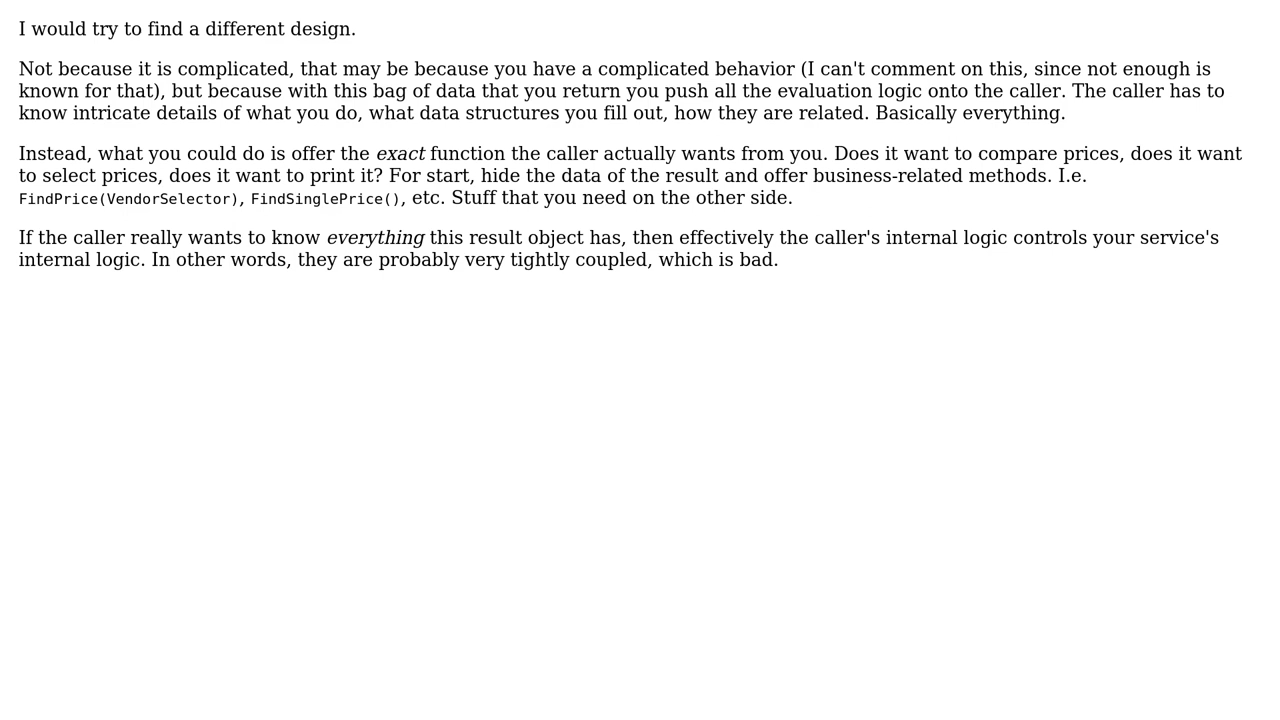 I would try to find a different design.
Not because it is complicated, that may be because you have a complicated behavior (I can't comment on this, since not enough is
known for that), but because with this bag of data that you return you push all the evaluation logic onto the caller. The caller has to
know intricate details of what you do, what data structures you fill out, how they are related. Basically everything.
Instead, what you could do is offer the exact function the caller actually wants from you. Does it want to compare prices, does it want
to select prices, does it want to print it? For start, hide the data of the result and offer business-related methods. I.e.
FindPrice(VendorSelector), FindSinglePrice(), etc. Stuff that you need on the other side.
If the caller really wants to know everything this result object has, then effectively the caller's internal logic controls your service's
internal logic. In other words, they are probably very tightly coupled, which is bad.